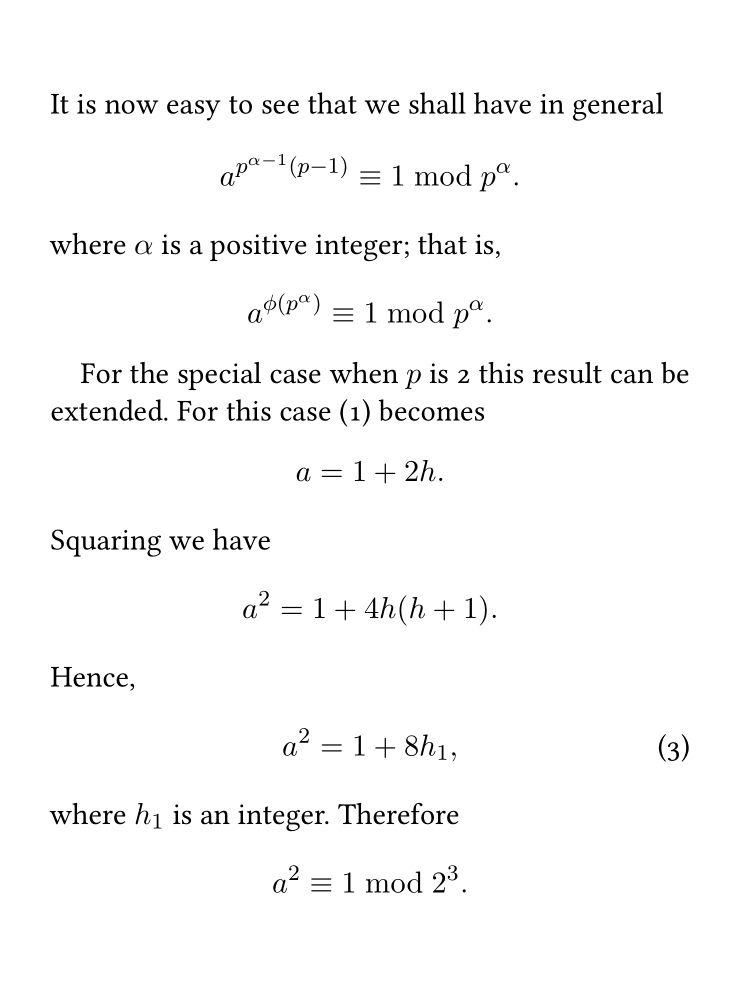 It is now easy to see that we shall have in general
$a^{p^{\alpha-1}(p-1)} \equiv 1 \bmod p^{\alpha}.$
where $\alpha$ is a positive integer; that is,
$a^{\phi(p^{\alpha})} \equiv 1 \bmod p^{\alpha}.$
For the special case when $p$ is 2 this result can be
extended. For this case (1) becomes
$a = 1 + 2h.$
Squaring we have
$a^2 = 1 + 4h(h + 1).$
Hence,
$a^2 = 1 + 8h_1,$ (3)
where $h_1$ is an integer. Therefore
$a^2 \equiv 1 \bmod 2^3.$